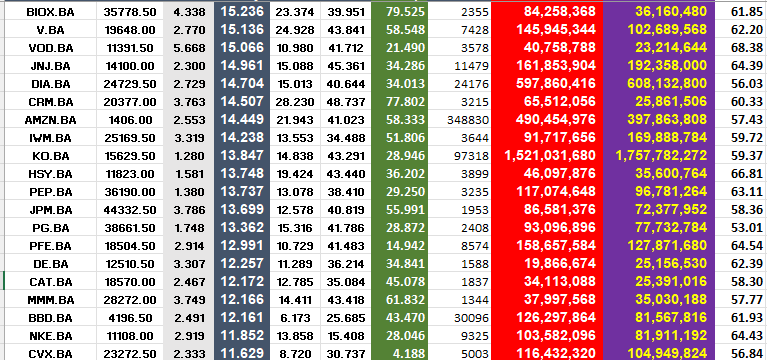 BIOX.BA 35778.50 4.338 15.236 23.374 39.951 79.525 2355 84,258,368 36,160,480 61.85
V.BA 19648.00 2.770 15.136 24.928 43.841 58.548 7428 145,945,344 102,689,568 62.20
VOD.BA 11391.50 5.668 15.066 10.980 41.712 21.490 3578 40,758,788 23,214,644 68.38
JNJ.BA 14100.00 2.300 14.961 15.088 45.361 34.286 11479 161,853,904 192,358,000 64.39
DIA.BA 24729.50 2.729 14.704 15.013 40.644 34.013 24176 597,860,416 608,132,800 56.03
CRM.BA 20377.00 3.763 14.507 28.230 48.737 77.802 3215 65,512,056 25,861,506 60.33
AMZN.BA 1406.00 2.553 14.449 21.943 41.023 58.333 348830 490,454,976 397,863,808 57.43
IWM.BA 25169.50 3.319 14.238 13.553 34.488 51.806 3644 91,717,656 169,888,784 59.72
KO.BA 15629.50 1.280 13.847 14.838 43.291 28.946 97318 1,521,031,680 1,757,782,272 59.37
HSY.BA 11823.00 1.581 13.748 19.424 43.440 36.202 3899 46,097,876 35,600,764 66.81
PEP.BA 36190.00 1.380 13.737 13.078 38.410 29.250 3235 117,074,648 96,781,264 63.11
JPM.BA 44332.50 3.786 13.699 12.578 40.819 55.991 1953 86,581,376 72,377,952 58.36
PG.BA 38661.50 1.748 13.362 15.316 41.786 28.872 2408 93,096,896 77,732,784 53.01
PFE.BA 18504.50 2.914 12.991 10.729 41.483 14.942 8574 158,657,584 127,871,680 64.54
DE.BA 12510.50 3.307 12.257 11.289 36.214 34.841 1588 19,866,674 25,156,530 62.39
CAT.BA 18570.00 2.467 12.172 12.785 35.084 45.078 1837 34,113,088 25,391,016 58.30
MMM.BA 28272.00 3.749 12.166 14.411 43.418 61.832 1344 37,997,568 35,030,188 57.77
BBD.BA 4196.50 2.491 12.161 6.173 25.685 43.470 30096 126,297,864 81,567,816 61.93
NKE.BA 11108.00 2.919 11.852 13.858 15.408 28.046 9325 103,582,096 81,911,192 64.43
CVX.BA 23272.50 2.333 11.629 8.720 30.737 4.188 5003 116,432,320 104,949,824 56.84